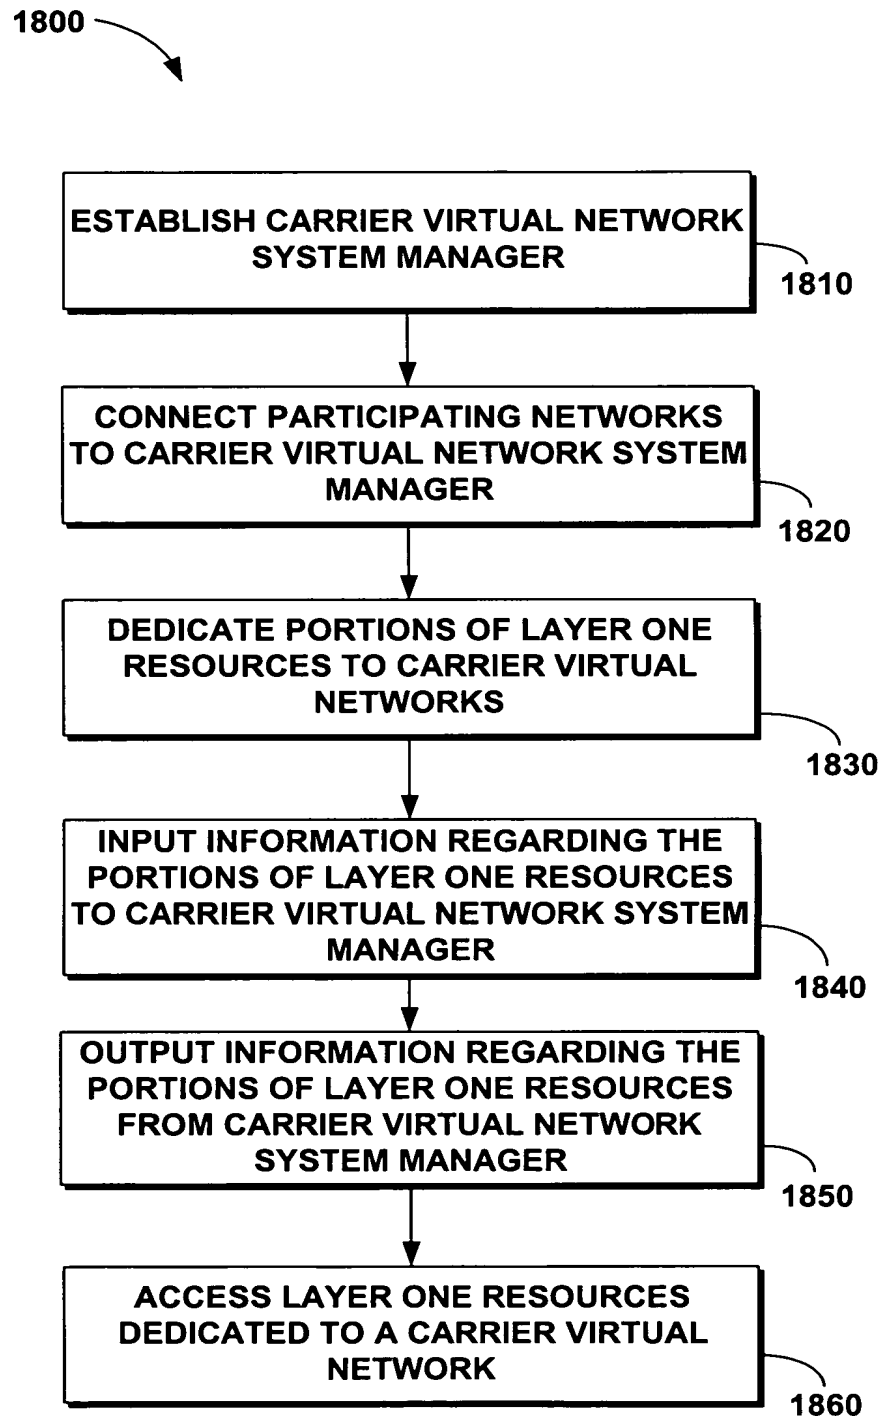 1800
ESTABLISH CARRIER VIRTUAL NETWORK
SYSTEM MANAGER
1810
CONNECT PARTICIPATING NETWORKS
TO CARRIER VIRTUAL NETWORK SYSTEM
MANAGER
1820
DEDICATE PORTIONS OF LAYER ONE
RESOURCES TO CARRIER VIRTUAL
NETWORKS
1830
INPUT INFORMATION REGARDING THE
PORTIONS OF LAYER ONE RESOURCES
TO CARRIER VIRTUAL NETWORK SYSTEM
MANAGER
1840
OUTPUT INFORMATION REGARDING THE
PORTIONS OF LAYER ONE RESOURCES
FROM CARRIER VIRTUAL NETWORK
SYSTEM MANAGER
1850
ACCESS LAYER ONE RESOURCES
DEDICATED TO A CARRIER VIRTUAL
NETWORK
1860